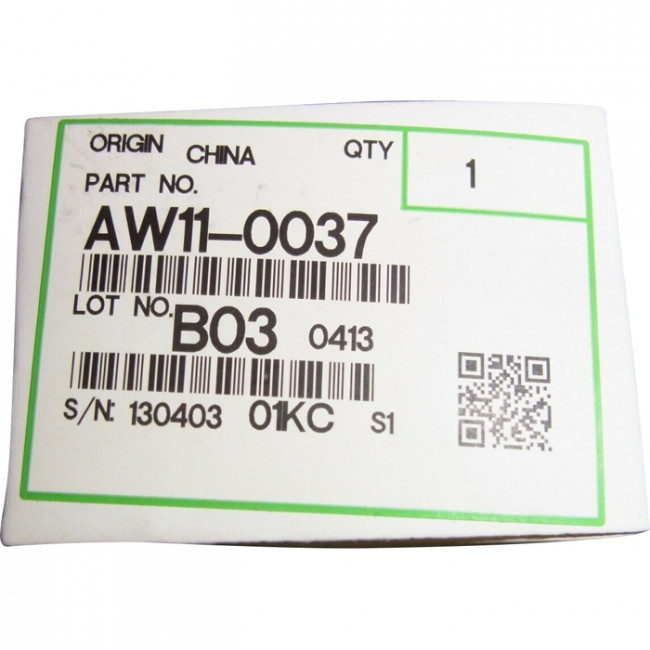 ORIGIN CHINA QTY 1
PART NO.
AW11-0037
LOT NO. B03 0413
S/N: 130403 01KC S1